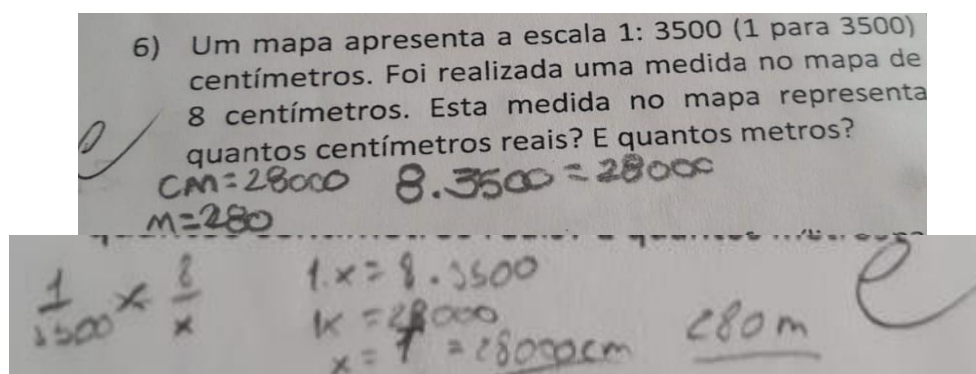 6) Um mapa apresenta a escala 1: 3500 (1 para 3500)
centímetros. Foi realizada uma medida no mapa de
8 centímetros. Esta medida no mapa representa
quantos centímetros reais? E quantos metros?
cm=28000 8.3500=28000
m=280
1/3500 × 8/x 1.x=8.3500 280m
1x=28000
x= 1 =28000cm